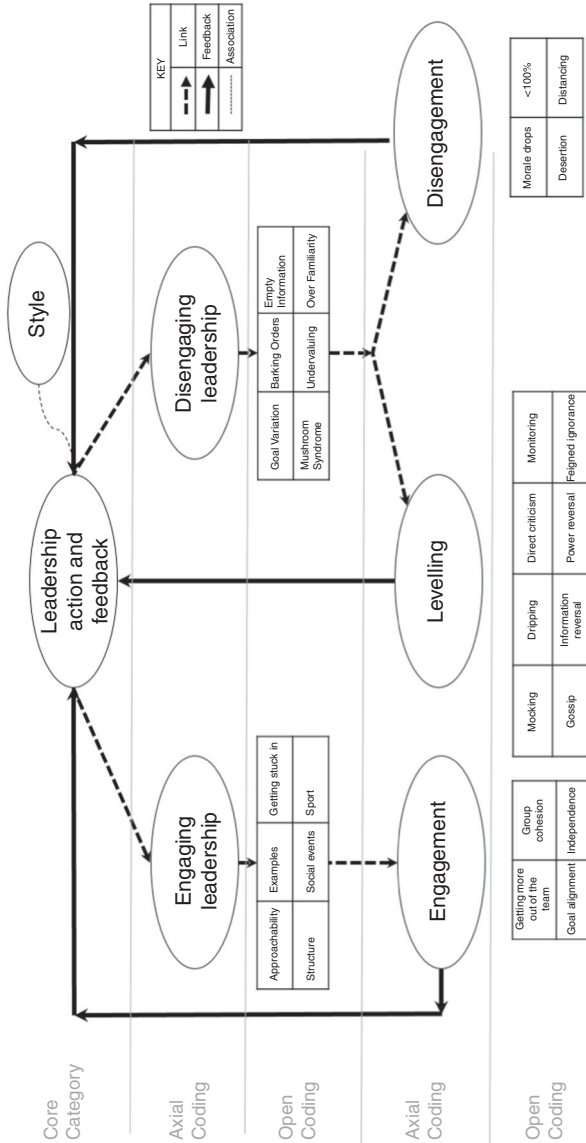 Core
Category
Axial
Coding
Open
Coding
Axial
Coding
Open
Coding
Style
Leadership
action and
feedback
KEY
Link
Feedback
Association
Engaging
leadership
Disengaging
leadership
Approachability
Examples
Getting stuck in
Structure
Social events
Sport
Goal Variation
Barking Orders
Empty
Information
Mushroom
Syndrome
Undervaluing
Over Familiarity
Engagement
Levelling
Disengagement
Getting more
out of the
team
Group
cohesion
Goal alignment
Independence
Mocking
Dripping
Direct criticism
Monitoring
Gossip
Information
reversal
Power reversal
Feigned ignorance
Morale drops
<100%
Desertion
Distancing